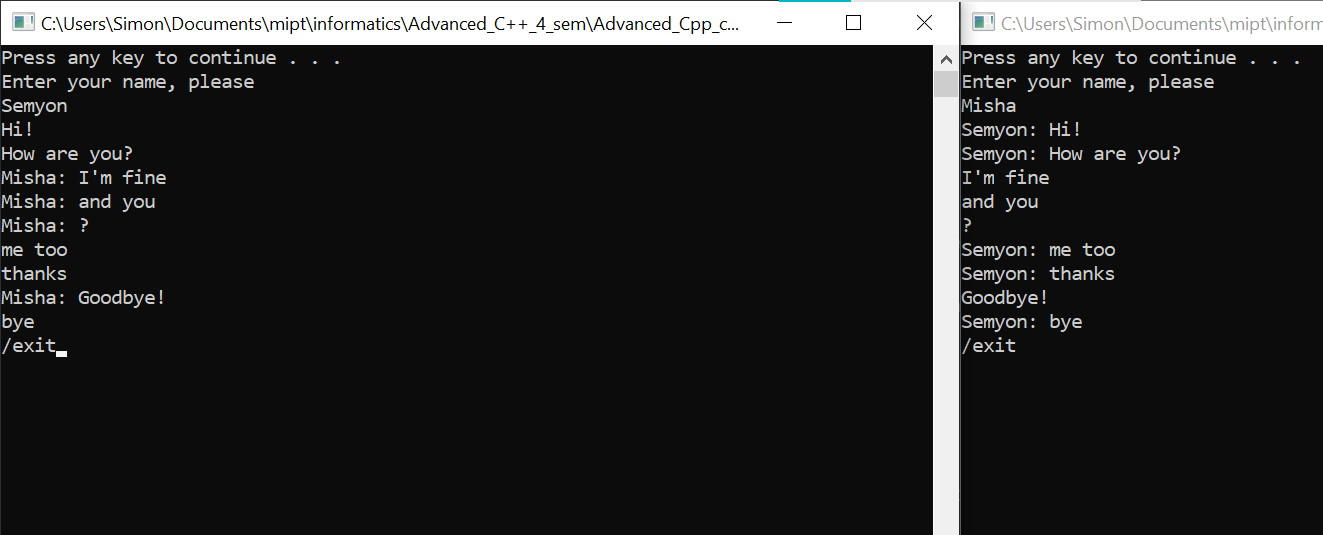 C:\Users\Simon\Documents\mipt\informatics\Advanced_C++_4_sem\Advanced_Cpp_c...
Press any key to continue . . .
Enter your name, please
Semyon
Hi!
How are you?
Misha: I'm fine
Misha: and you
Misha: ?
me too
thanks
Misha: Goodbye!
bye
/exit
C:\Users\Simon\Documents\mipt\inform
Press any key to continue . . .
Enter your name, please
Misha
Semyon: Hi!
Semyon: How are you?
I'm fine
and you
?
Semyon: me too
Semyon: thanks
Goodbye!
Semyon: bye
/exit